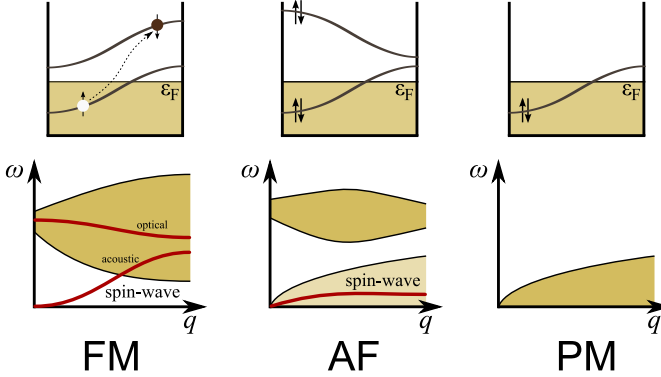 εF
εF
εF
ω
optical
acoustic
spin-wave
q
ω
spin-wave
q
ω
q
FM
AF
PM